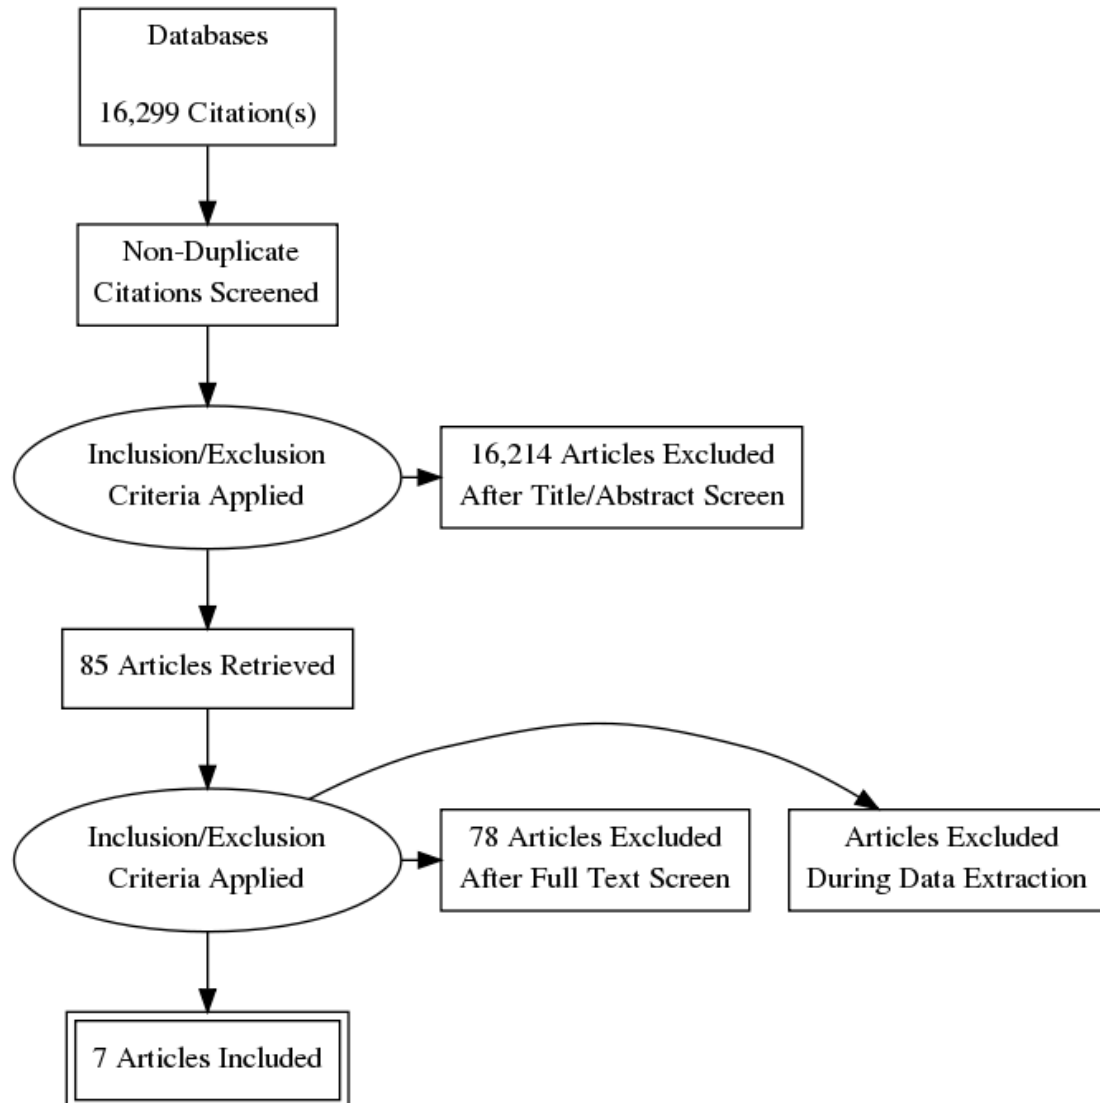 Databases
16,299 Citation(s)
Non-Duplicate
Citations Screened
Inclusion/Exclusion
Criteria Applied
16,214 Articles Excluded
After Title/Abstract Screen
85 Articles Retrieved
Inclusion/Exclusion
Criteria Applied
78 Articles Excluded
After Full Text Screen
Articles Excluded
During Data Extraction
7 Articles Included